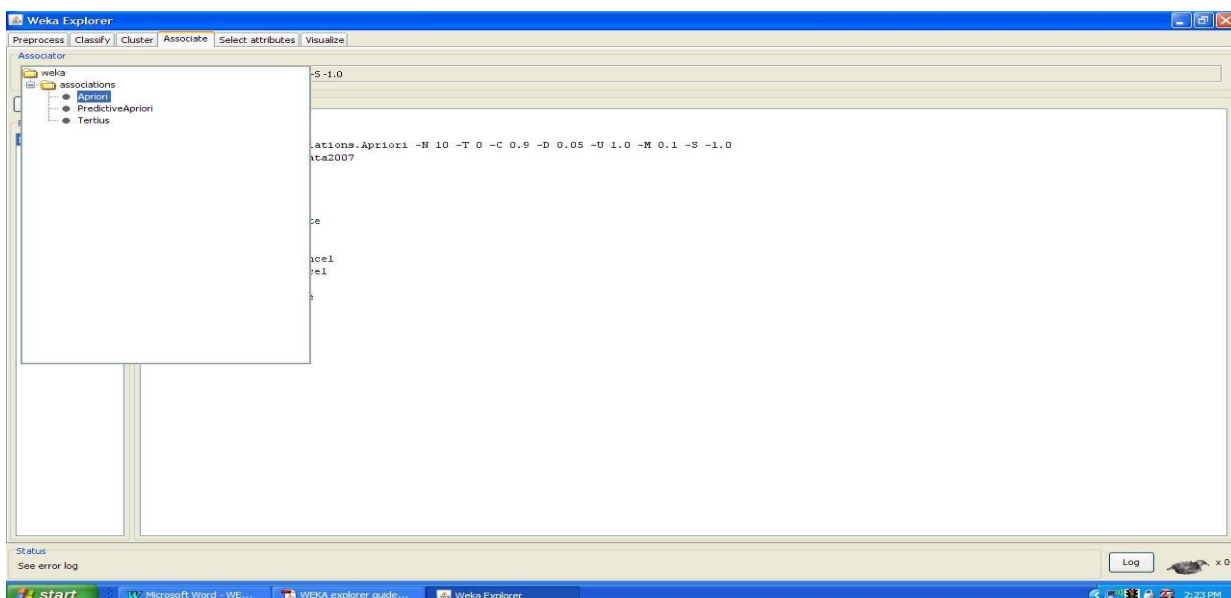 Weka Explorer
Preprocess Classify Cluster Associate Select attributes Visualize
Associator
-S -1.0
weka
associations
Apriori
PredictiveApriori
Tertius
lations.Apriori -N 10 -T 0 -C 0.9 -D 0.05 -U 1.0 -M 0.1 -S -1.0
ata2007
te
ncel
cel
e
Status
See error log
Log
x 0
start
Microsoft Word - WE...
WEKA explorer guide...
Weka Explorer
2:23 PM